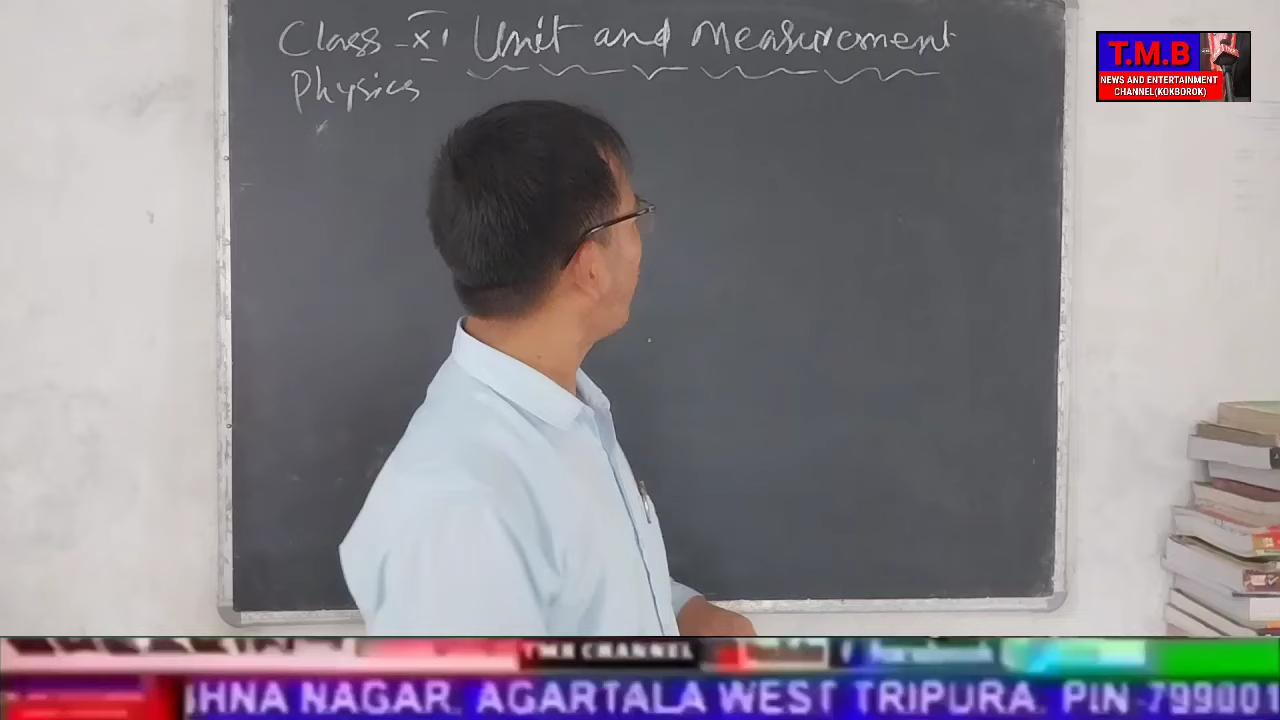 Class - XI Unit and Measurement
Physics
T.M.B
NEWS AND ENTERTAINMENT
CHANNEL(KOKBOROK)
TMB CHANNEL
HNA NAGAR, AGARTALA WEST TRIPURA, PIN-799001